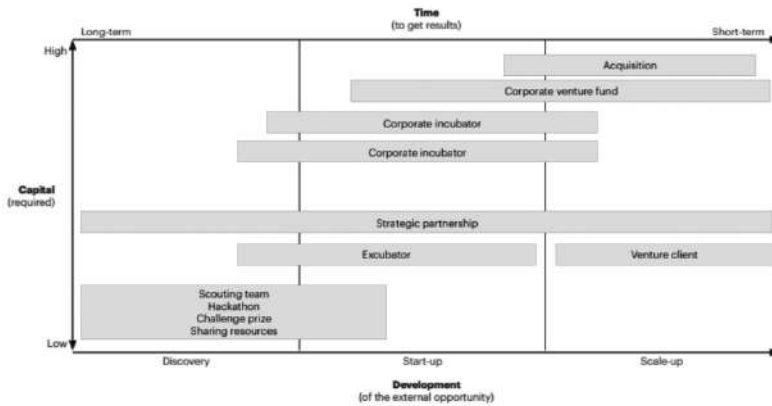 Time
(to get results)
Long-term
Short-term
High
Acquisition
Corporate venture fund
Corporate incubator
Corporate incubator
Capital
(required)
Strategic partnership
Excubator
Venture client
Scouting team
Hackathon
Challenge prize
Sharing resources
Low
Discovery
Start-up
Scale-up
Development
(of the external opportunity)